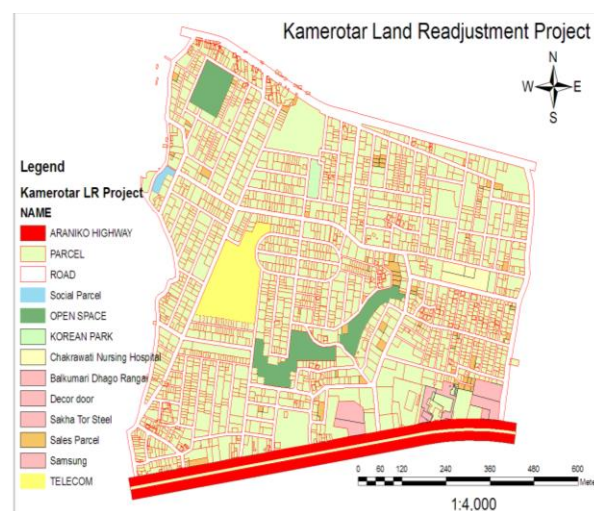 Kamerotar Land Readjustment Project
N
W E
S
Legend
Kamerotar LR Project
NAME
ARANIKO HIGHWAY
PARCEL
ROAD
Social Parcel
OPEN SPACE
KOREAN PARK
Chakrawati Nursing Hospital
Balkumari Dhago Rangai
Decor door
Sakha Tor Steel
Sales Parcel
Samsung
TELECOM
0 60 120 240 360 480 600
Mete
1:4,000